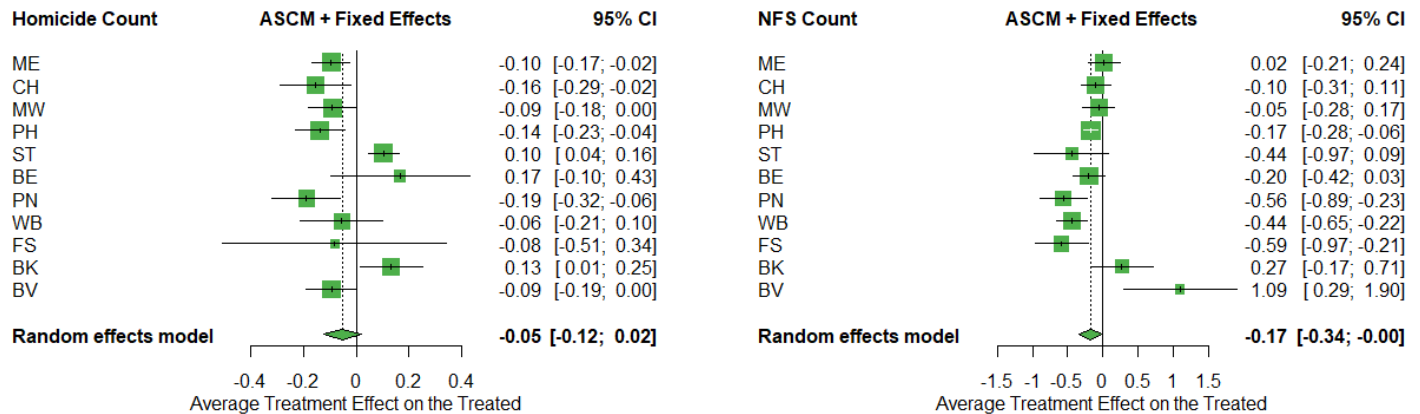 Homicide Count ASCM + Fixed Effects 95% CI
ME -0.10 [-0.17; -0.02]
CH -0.16 [-0.29; -0.02]
MW -0.09 [-0.18; 0.00]
PH -0.14 [-0.23; -0.04]
ST 0.10 [ 0.04; 0.16]
BE 0.17 [-0.10; 0.43]
PN -0.19 [-0.32; -0.06]
WB -0.06 [-0.21; 0.10]
FS -0.08 [-0.51; 0.34]
BK 0.13 [ 0.01; 0.25]
BV -0.09 [-0.19; 0.00]
Random effects model -0.05 [-0.12; 0.02]
-0.4 -0.2 0 0.2 0.4
Average Treatment Effect on the Treated
NFS Count ASCM + Fixed Effects 95% CI
ME 0.02 [-0.21; 0.24]
CH -0.10 [-0.31; 0.11]
MW -0.05 [-0.28; 0.17]
PH -0.17 [-0.28; -0.06]
ST -0.44 [-0.97; 0.09]
BE -0.20 [-0.42; 0.03]
PN -0.56 [-0.89; -0.23]
WB -0.44 [-0.65; -0.22]
FS -0.59 [-0.97; -0.21]
BK 0.27 [-0.17; 0.71]
BV 1.09 [ 0.29; 1.90]
Random effects model -0.17 [-0.34; -0.00]
-1.5 -1 -0.5 0 0.5 1 1.5
Average Treatment Effect on the Treated